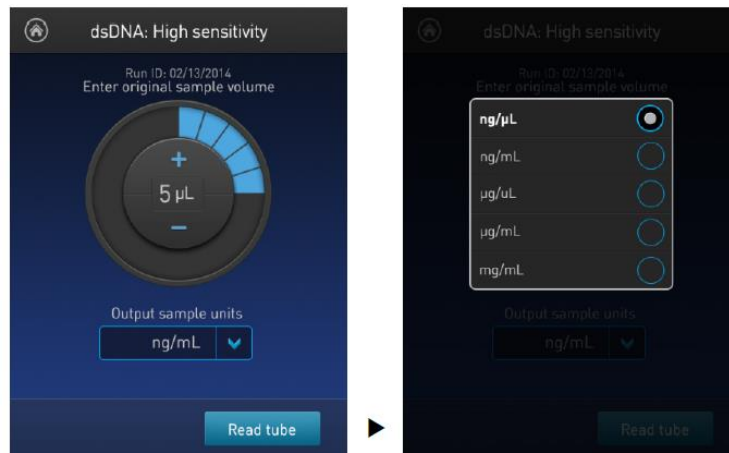 dsDNA: High sensitivity
Run ID: 02/13/2014
Enter original sample volume
+
5 µL
−
Output sample units
ng/mL
Read tube
dsDNA: High sensitivity
Run ID: 02/13/2014
Enter original sample volume
ng/µL
ng/mL
µg/uL
µg/mL
mg/mL
Output sample units
ng/mL
Read tube